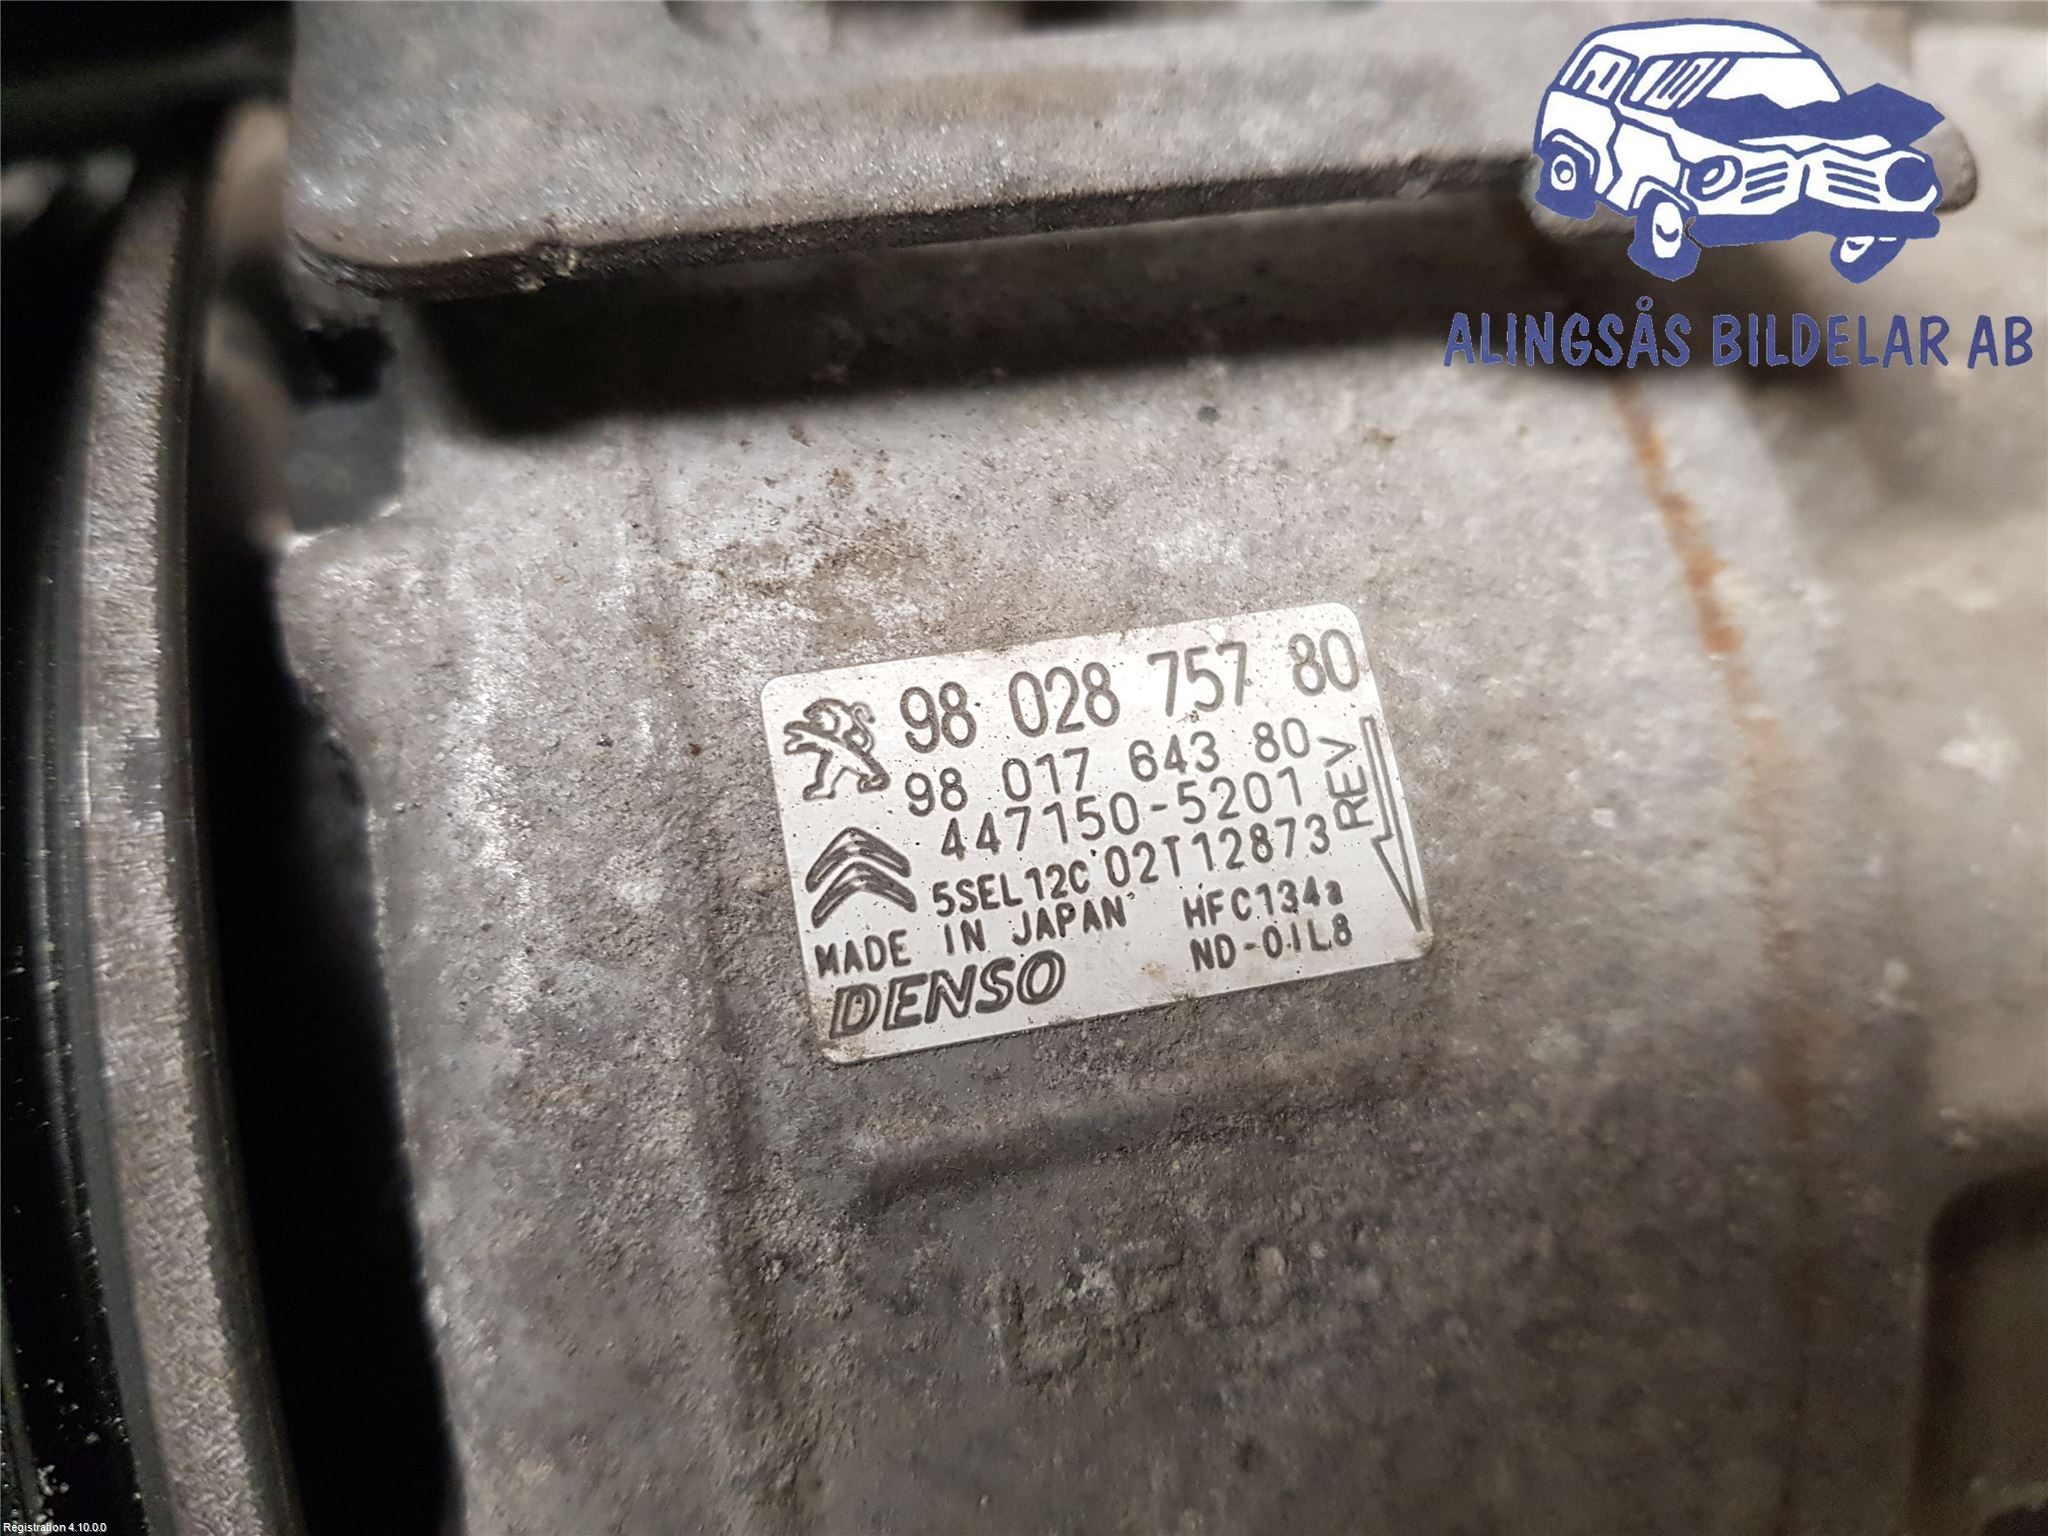 ALINGSÅS BILDELAR AB
98 028 757 80
98 017 643 80
447150-5201
REV
5SEL12C 02T12873
MADE IN JAPAN HFC134a
ND-OIL8
DENSO
Registration 4.10.0.0